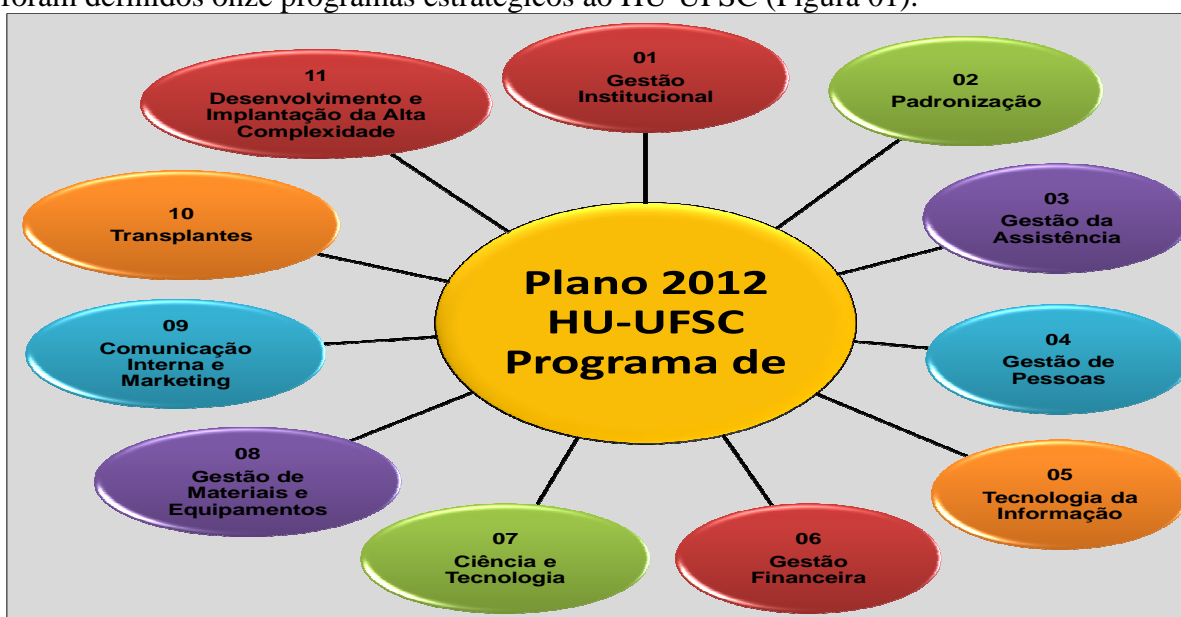 foram definidos onze programas estratégicos ao HU-UFSC (Figura 01).
01
Gestão
Institucional
02
Padronização
03
Gestão da
Assistência
04
Gestão de
Pessoas
05
Tecnologia da
Informação
06
Gestão
Financeira
07
Ciência e
Tecnologia
08
Gestão de
Materiais e
Equipamentos
09
Comunicação
Interna e
Marketing
10
Transplantes
11
Desenvolvimento e
Implantação da Alta
Complexidade
Plano 2012
HU-UFSC
Programa de